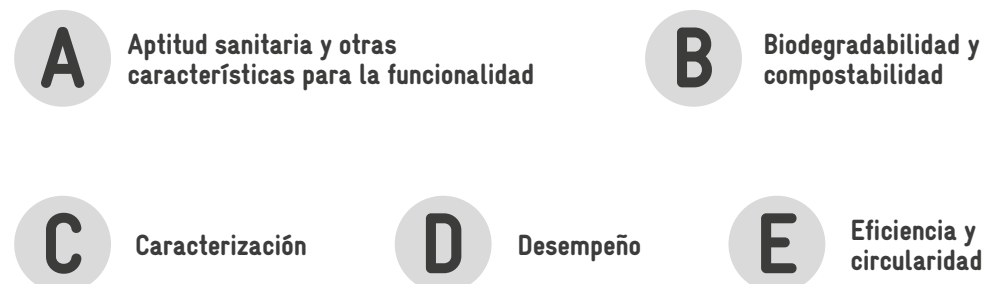 A
Aptitud sanitaria y otras
características para la funcionalidad
B
Biodegradabilidad y
compostabilidad
C
Caracterización
D
Desempeño
E
Eficiencia y
circularidad